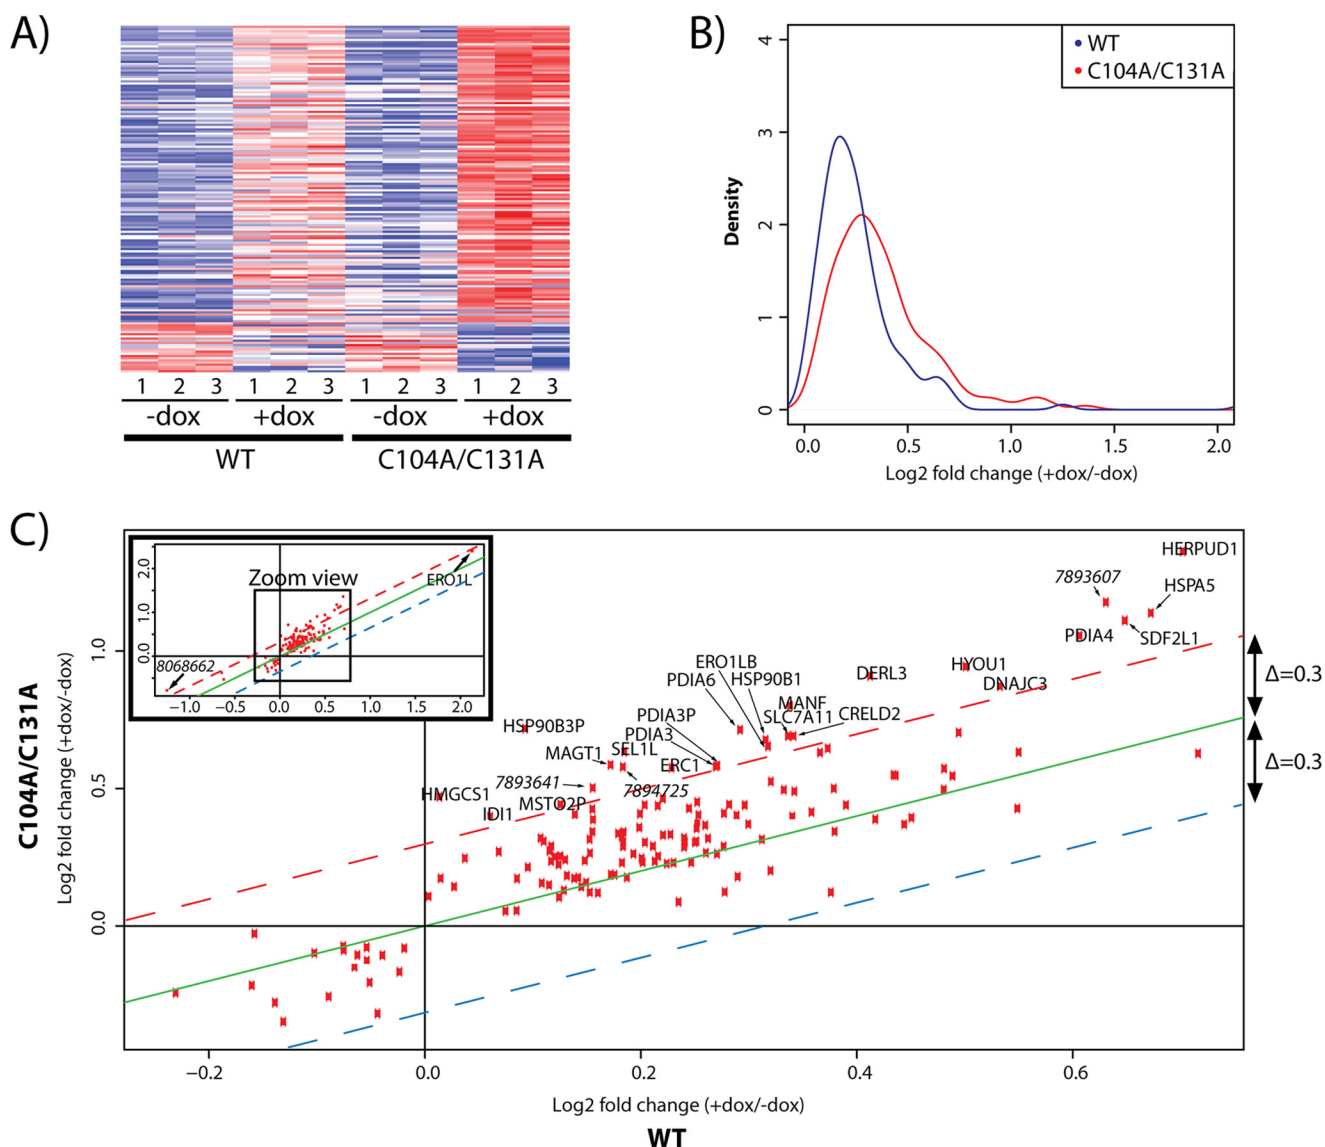 A)
1 2 3 1 2 3 1 2 3 1 2 3
-dox +dox -dox +dox
WT C104A/C131A
B)
WT
C104A/C131A
Density
4
3
2
1
0
0.0 0.5 1.0 1.5 2.0
Log2 fold change (+dox/-dox)
C)
C104A/C131A
Log2 fold change (+dox/-dox)
1.0
0.5
0.0
2.0
1.0
0.0
Zoom view
ERO1L
8068662
−1.0 −0.5 0.0 0.5 1.0 1.5 2.0
HERPUD1
7893607
HSPA5
PDIA4
SDF2L1
ERO1LB
HYOU1
PDIA6
HSP90B1
DERL3
DNAJC3
MANF
PDIA3P
SLC7A11
CRELD2
HSP90B3P
PDIA3
SEL1L
MAGT1
ERC1
7893641
7894725
HMGCS1
MSTO2P
IDI1
Δ=0.3
Δ=0.3
−0.2 0.0 0.2 0.4 0.6
Log2 fold change (+dox/-dox)
WT